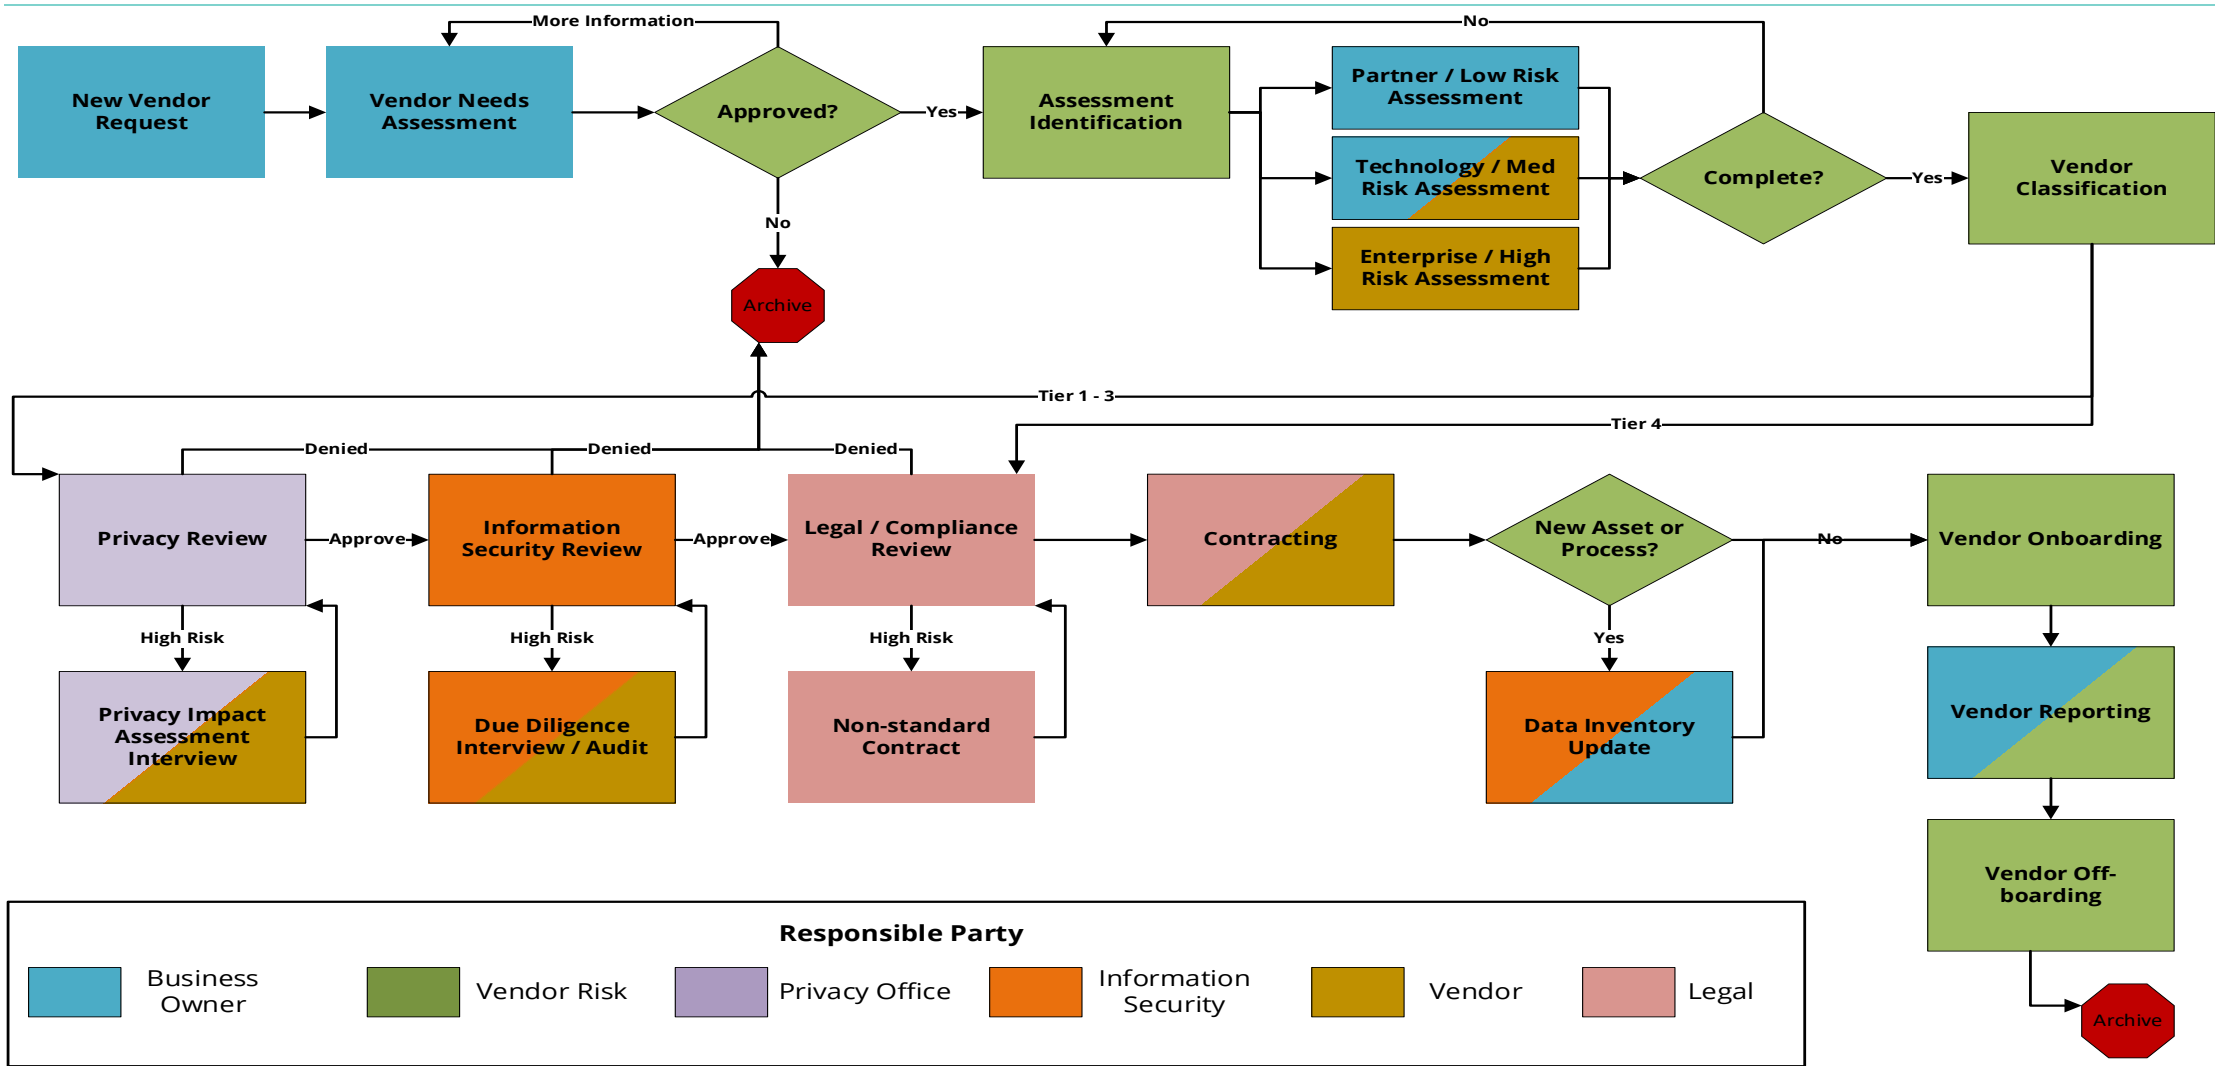 More Information
No
New Vendor
Request
Vendor Needs
Assessment
Approved?
Yes
Assessment
Identification
Partner / Low Risk
Assessment
Technology / Med
Risk Assessment
Enterprise / High
Risk Assessment
Complete?
Yes
Vendor
Classification
No
Archive
Tier 1 - 3
Tier 4
Denied
Denied
Denied
Privacy Review
Approve
Information
Security Review
Approve
Legal / Compliance
Review
Contracting
New Asset or
Process?
No
Vendor Onboarding
High Risk
High Risk
High Risk
Yes
Privacy Impact
Assessment
Interview
Due Diligence
Interview / Audit
Non-standard
Contract
Data Inventory
Update
Vendor Reporting
Vendor Off-
boarding
Archive
Responsible Party
Business
Owner
Vendor Risk
Privacy Office
Information
Security
Vendor
Legal